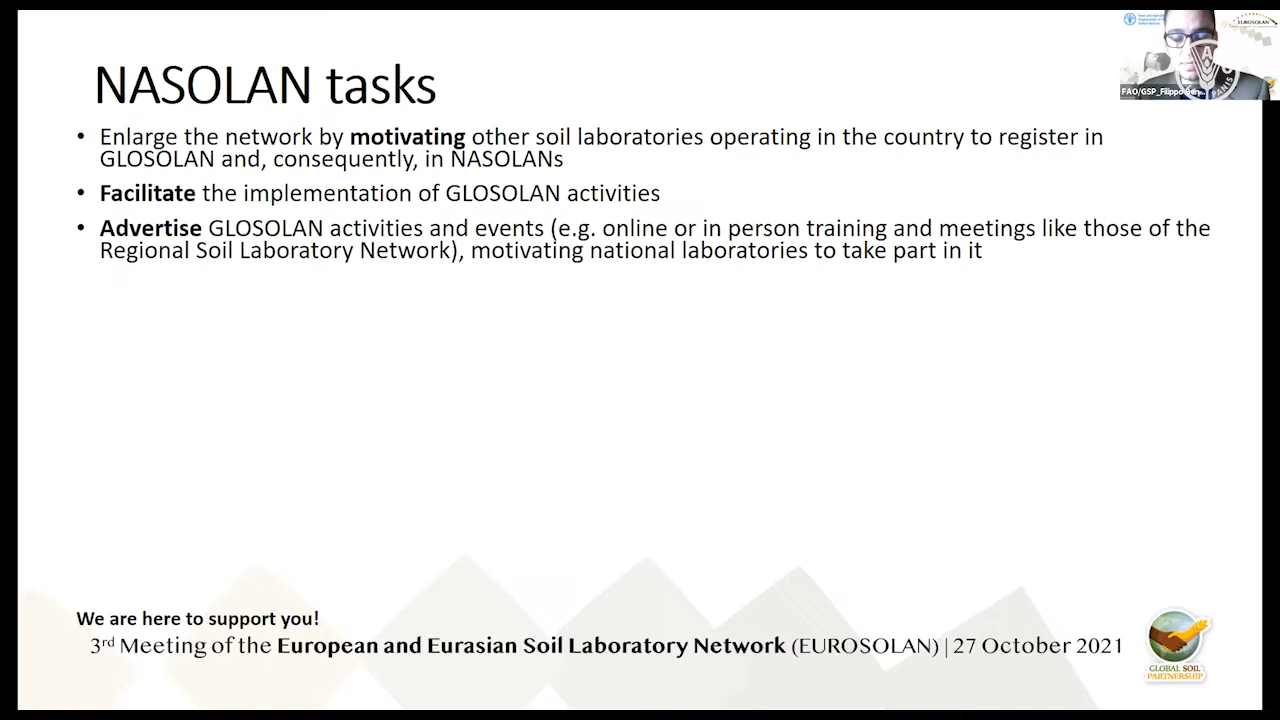 NASOLAN tasks
• Enlarge the network by motivating other soil laboratories operating in the country to register in
GLOSOLAN and, consequently, in NASOLANs
• Facilitate the implementation of GLOSOLAN activities
• Advertise GLOSOLAN activities and events (e.g. online or in person training and meetings like those of the
Regional Soil Laboratory Network), motivating national laboratories to take part in it
We are here to support you!
3rd Meeting of the European and Eurasian Soil Laboratory Network (EUROSOLAN) | 27 October 2021
GLOBAL SOIL
PARTNERSHIP
EUROSOLAN
FAO/GSP_Filippo Ben...